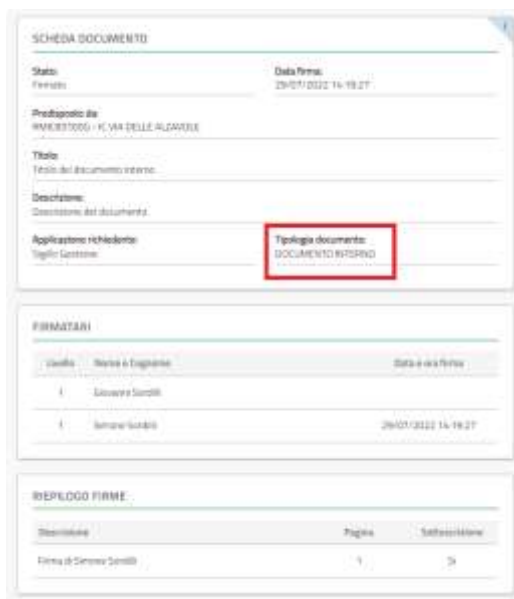 SCHEDA DOCUMENTO
Stato:
Firmato
Data firma:
29/07/2022 14:19:27
Predisposto da:
- IC VIA DELLE ALZAVOLE
Titolo:
Titolo del documento interno
Descrizione:
Descrizione del documento
Applicazione richiedente:
Sigillo Gestione
Tipologia documento:
DOCUMENTO INTERNO
FIRMATARI
Livello Nome e Cognome Data e ora firma
1 Giovanni Sordilli
1 Simone Sordilli 29/07/2022 14:19:27
RIEPILOGO FIRME
Descrizione Pagina Sottoscrizione
Firma di Simone Sordilli 1 Si